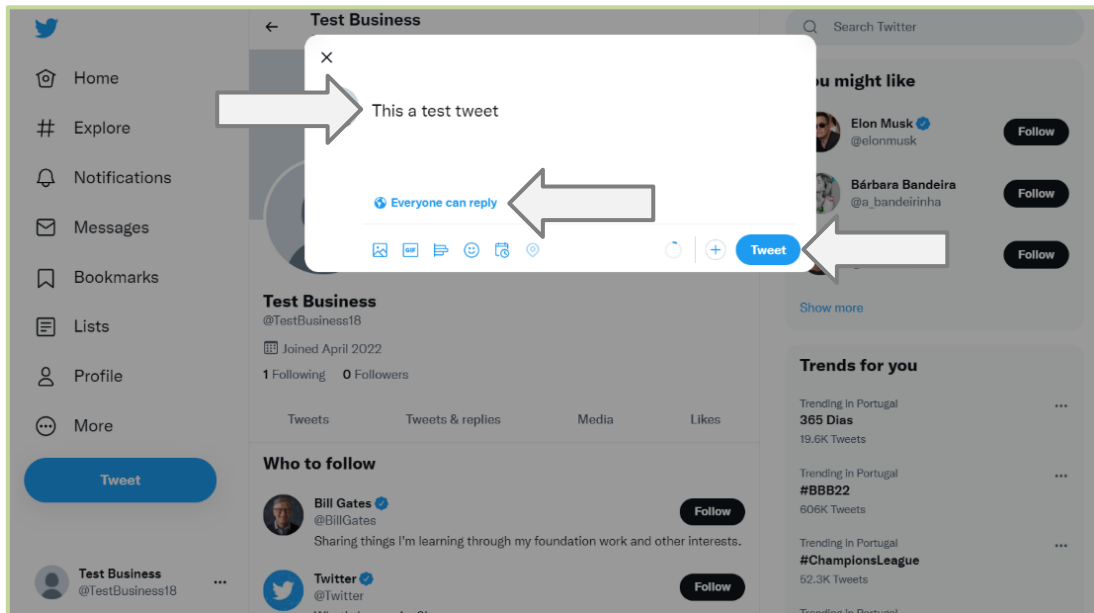 Test Business
Search Twitter
Home
Explore
Notifications
Messages
Bookmarks
Lists
Profile
More
Tweet
Test Business
@TestBusiness18
This a test tweet
Everyone can reply
GIF
Tweet
Test Business
@TestBusiness18
Joined April 2022
1 Following 0 Followers
Tweets Tweets & replies Media Likes
Who to follow
Bill Gates
@BillGates
Follow
Sharing things I'm learning through my foundation work and other interests.
Twitter
@Twitter
Follow
ou might like
Elon Musk
@elonmusk
Follow
Bárbara Bandeira
@a_bandeirinha
Follow
Follow
Show more
Trends for you
Trending in Portugal
365 Dias
19.6K Tweets
Trending in Portugal
#BBB22
606K Tweets
Trending in Portugal
#ChampionsLeague
52.3K Tweets
Trending in Portugal